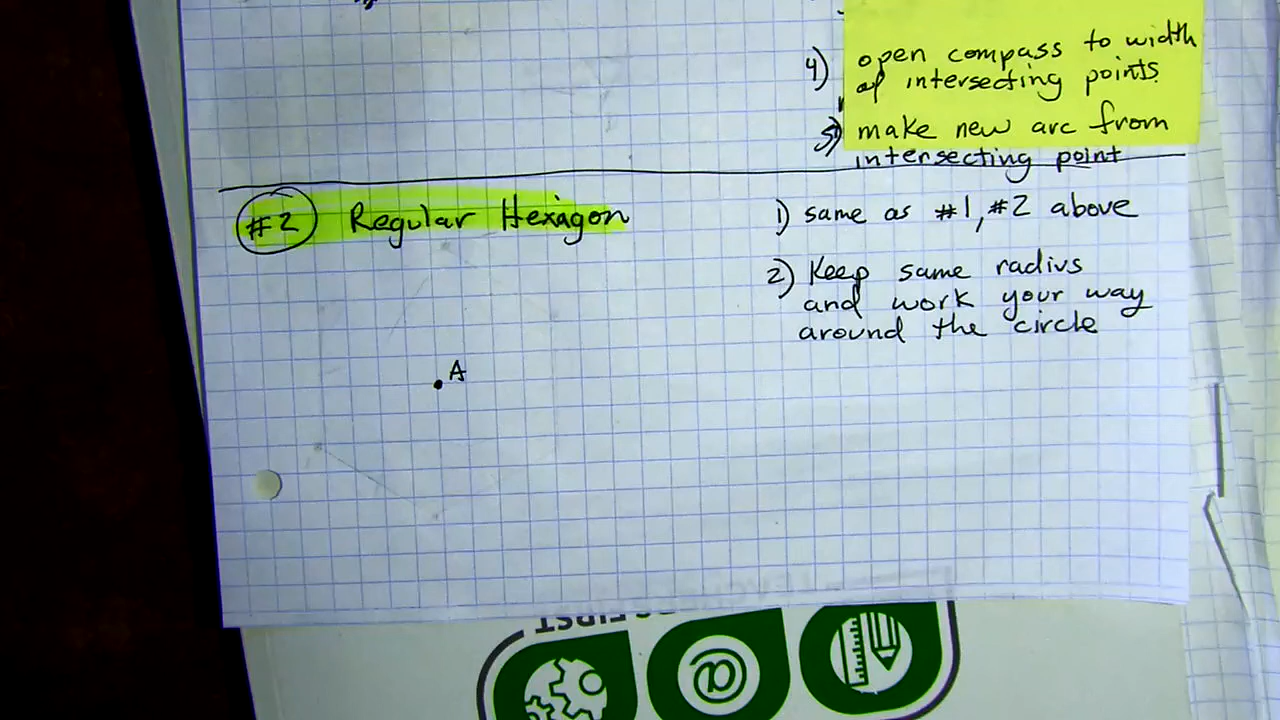 4) open compass to width
of intersecting points
5) make new arc from
intersecting point
#2 Regular Hexagon
1) same as #1, #2 above
2) Keep same radius
and work your way
around the circle
A
FIRST